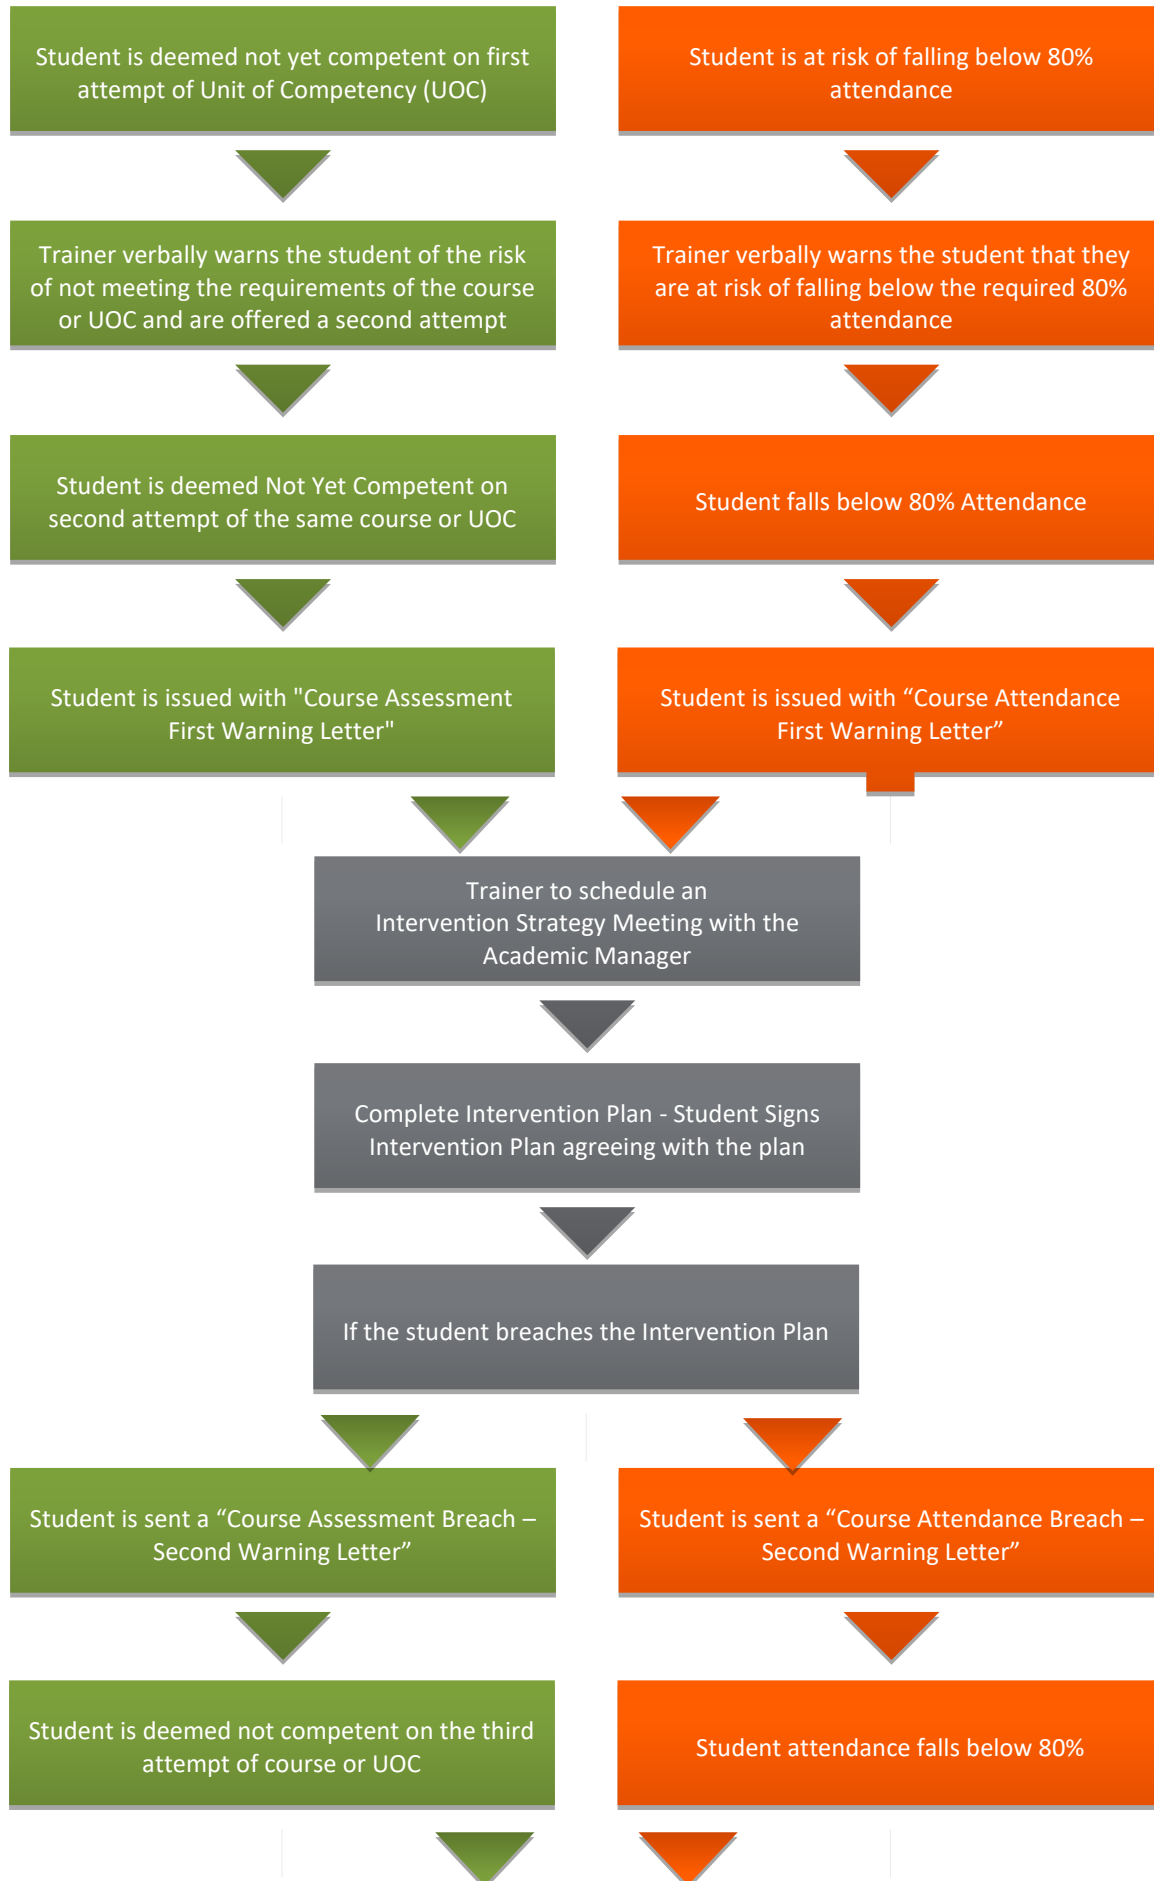 Student is deemed not yet competent on first
attempt of Unit of Competency (UOC)
Student is at risk of falling below 80%
attendance
Trainer verbally warns the student of the risk
of not meeting the requirements of the course
or UOC and are offered a second attempt
Trainer verbally warns the student that they
are at risk of falling below the required 80%
attendance
Student is deemed Not Yet Competent on
second attempt of the same course or UOC
Student falls below 80% Attendance
Student is issued with "Course Assessment
First Warning Letter"
Student is issued with “Course Attendance
First Warning Letter”
Trainer to schedule an
Intervention Strategy Meeting with the
Academic Manager
Complete Intervention Plan - Student Signs
Intervention Plan agreeing with the plan
If the student breaches the Intervention Plan
Student is sent a “Course Assessment Breach –
Second Warning Letter”
Student is sent a “Course Attendance Breach –
Second Warning Letter”
Student is deemed not competent on the third
attempt of course or UOC
Student attendance falls below 80%